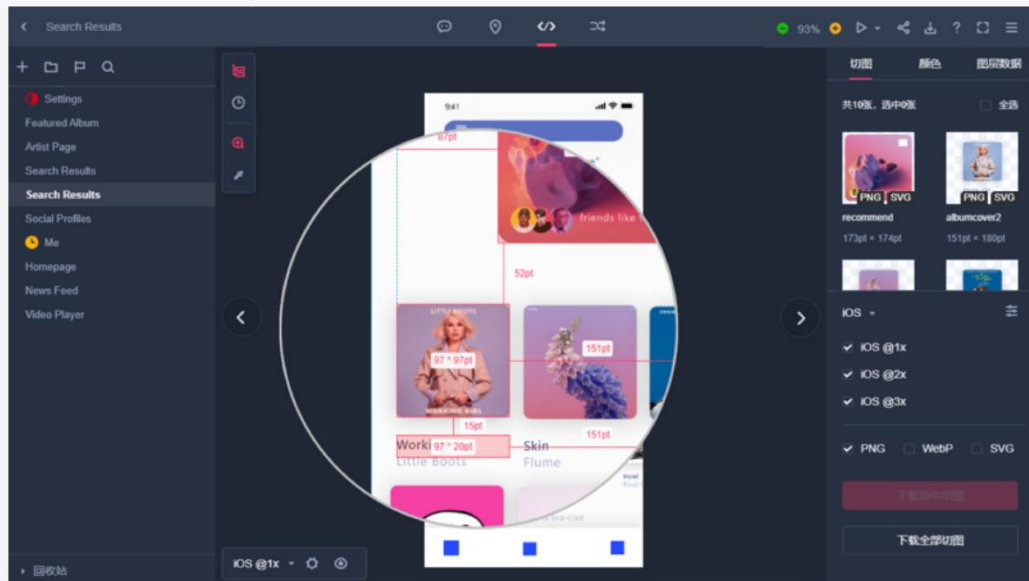 Search Results
93%
?
Settings
Featured Album
Artist Page
Search Results
Search Results
Social Profiles
Me
Homepage
News Feed
Video Player
回收站
9:41
87pt
friends like
52pt
LITTLE BOOTS
97 * 97pt
WORKING GIRL
151pt
15pt
Worki
97 * 20pt
Little Boots
Skin
Flume
151pt
iOS @1x
切图
颜色
图层数据
共10张，选中0张
全选
PNG SVG
recommend
173pt × 174pt
PNG SVG
albumcover2
151pt × 180pt
iOS
iOS @1x
iOS @2x
iOS @3x
PNG
WebP
SVG
下载选中切图
下载全部切图